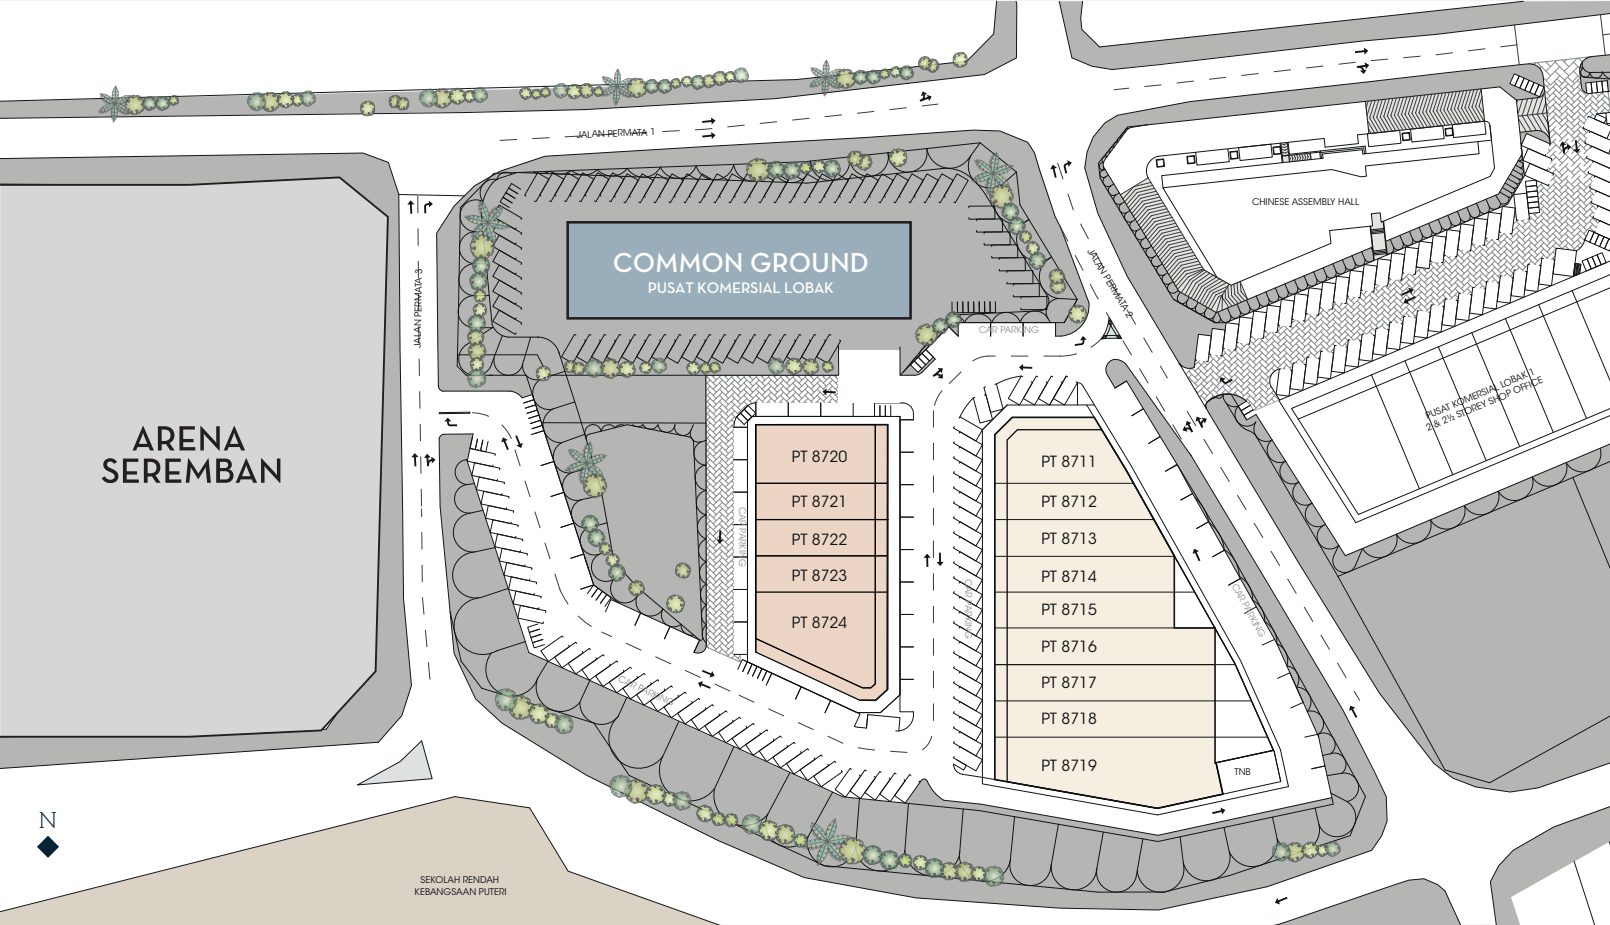 JALAN PERMATA 1
COMMON GROUND
PUSAT KOMERSIAL LOBAK
CHINESE ASSEMBLY HALL
JALAN PERMATA 3
JALAN PERMATA 2
CAR PARKING
PUSAT KOMERSIAL LOBAK 1
2 & 2½ STOREY SHOP OFFICE
ARENA
SEREMBAN
PT 8720
PT 8721
PT 8722
PT 8723
PT 8724
CAR PARKING
PT 8711
PT 8712
PT 8713
PT 8714
PT 8715
PT 8716
PT 8717
PT 8718
PT 8719
CAR PARKING
CAR PARKING
CAR PARKING
TNB
N
SEKOLAH RENDAH
KEBANGSAAN PUTERI